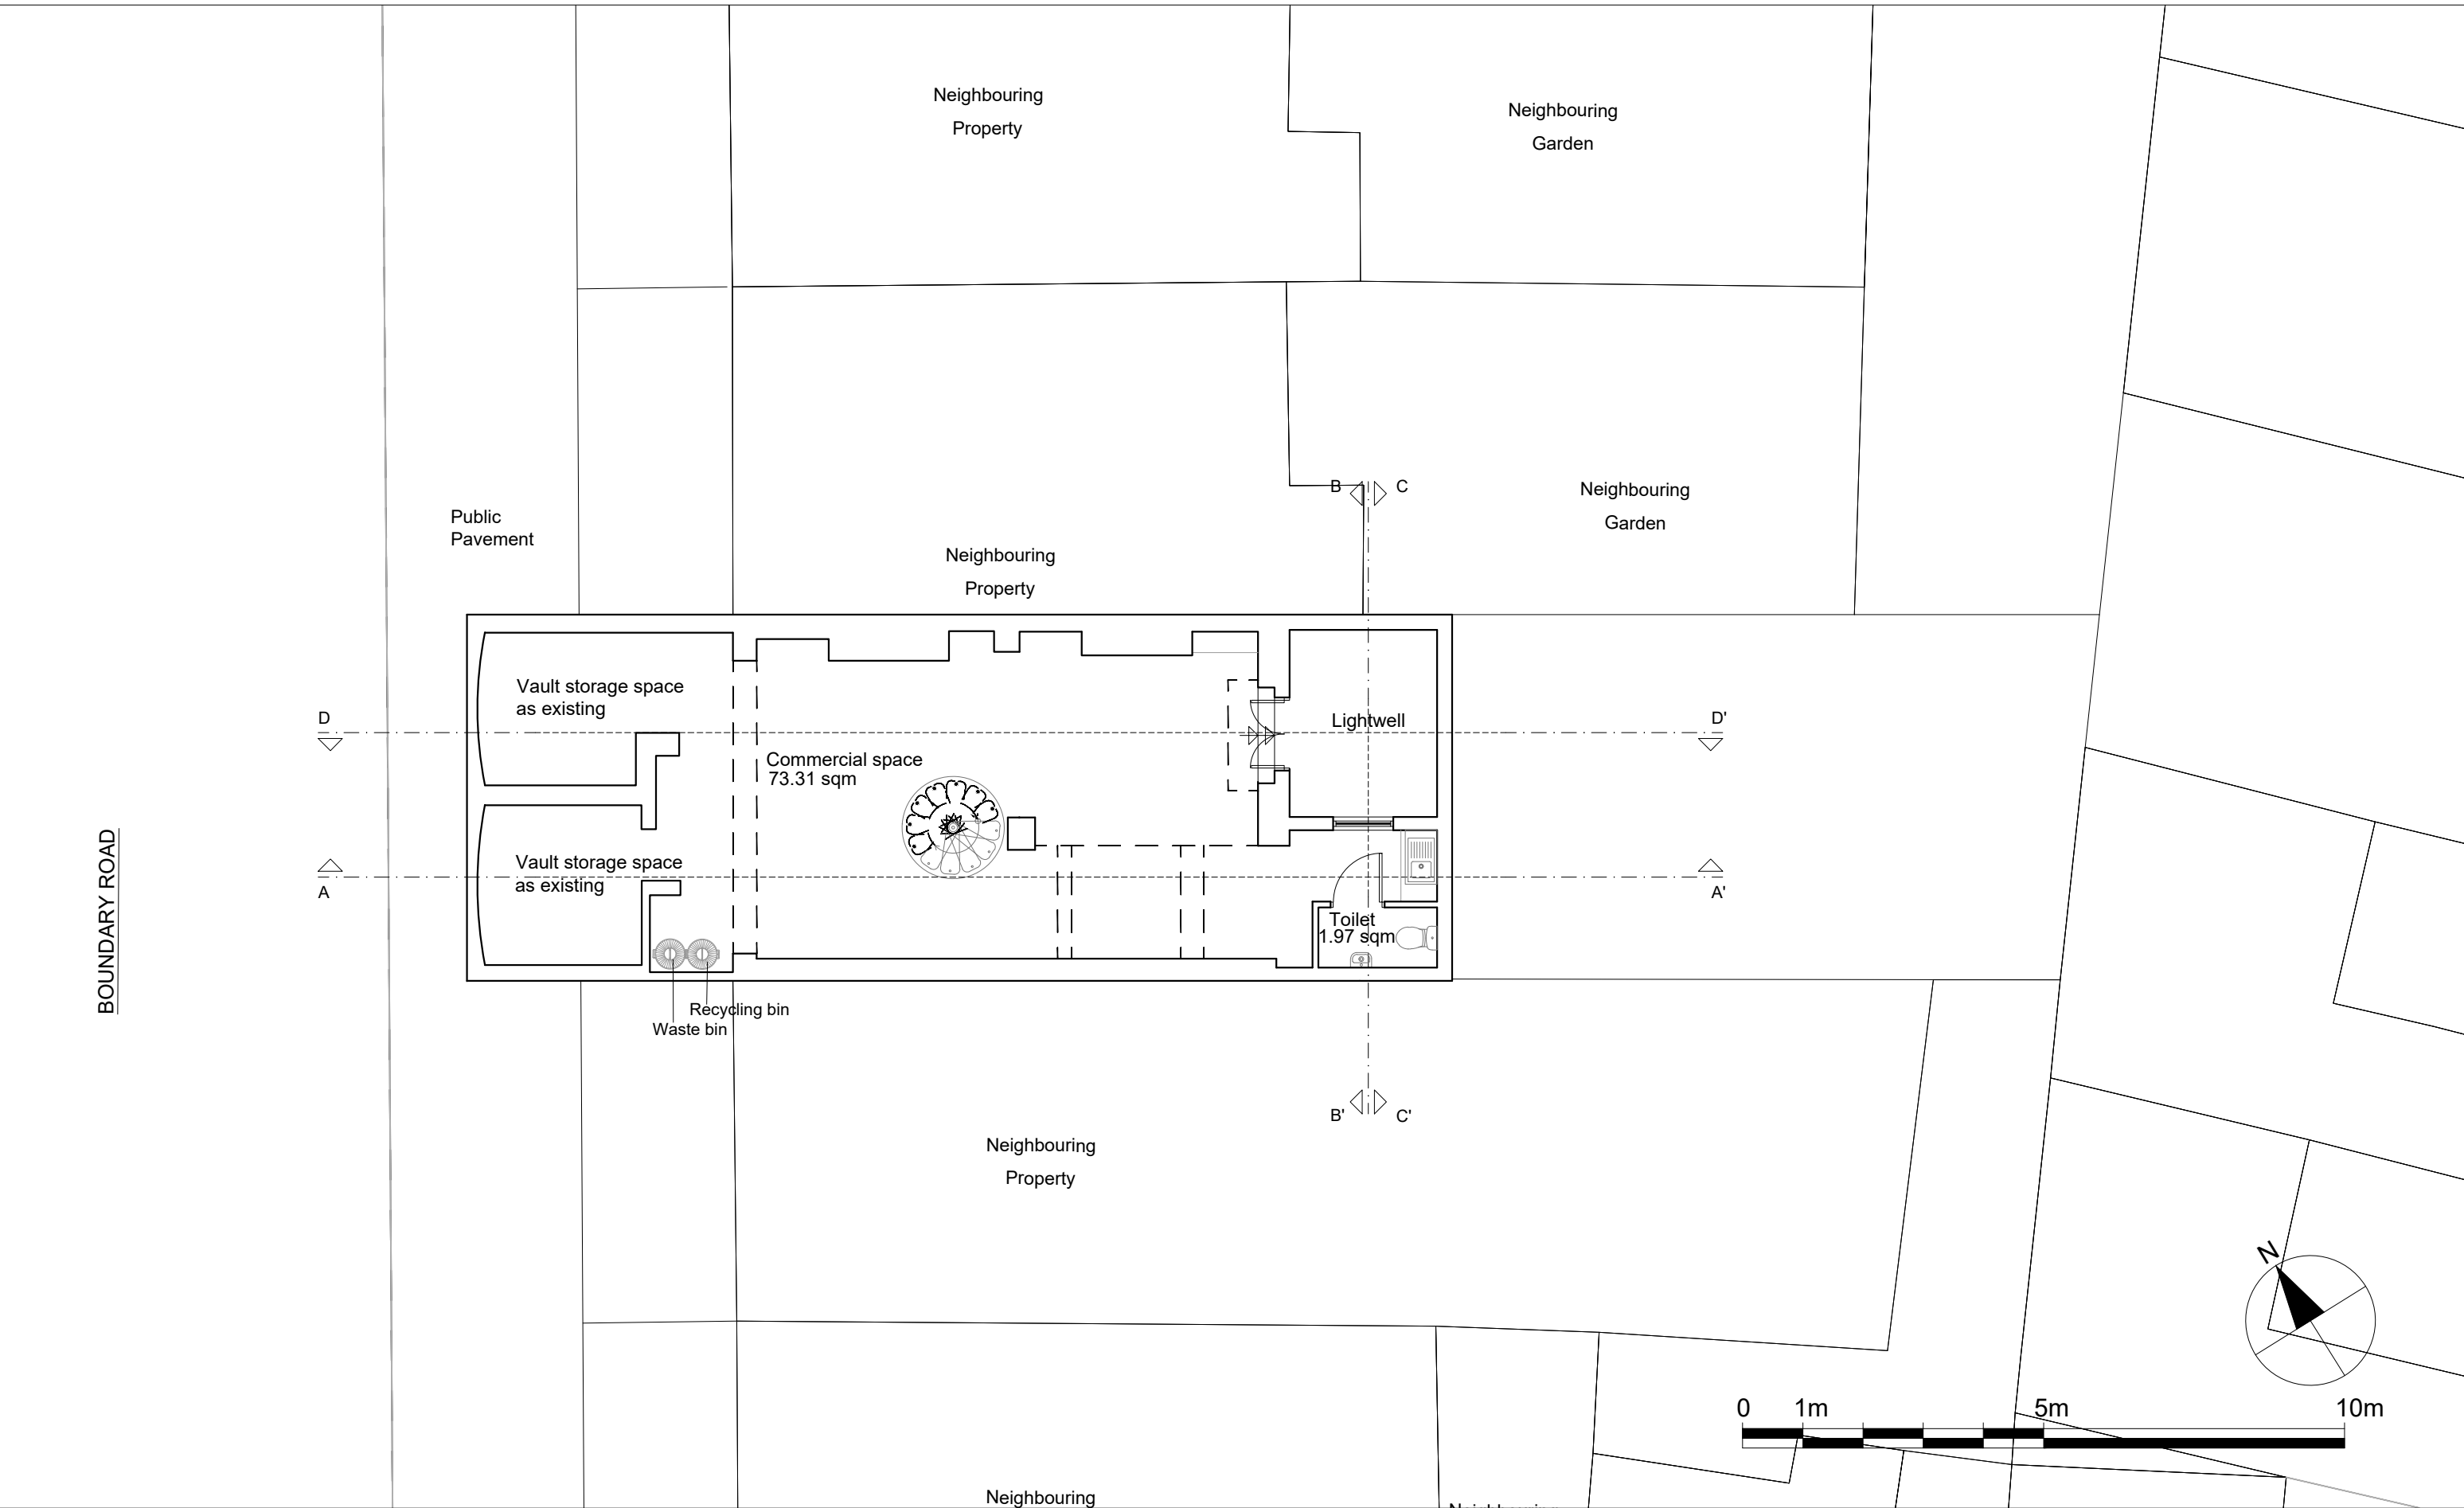 Neighbouring
Property
Neighbouring
Garden
Public
Pavement
Neighbouring
Property
B
C
Neighbouring
Garden
Vault storage space
as existing
D
Commercial space
73.31 sqm
Lightwell
D'
BOUNDARY ROAD
Vault storage space
as existing
A
Toilet
1.97 sqm
A'
Recycling bin
Waste bin
B'
C'
Neighbouring
Property
N
0
1m
5m
10m
Neighbouring
Neighbouring